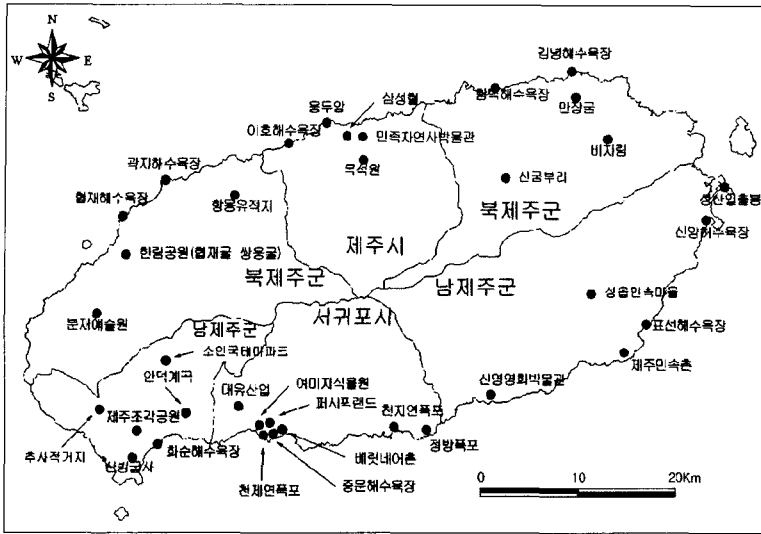 N
W E
S
김녕해수욕장
함덕해수욕장
만장굴
삼성혈
용두암
이호해수욕장
민족자연사박물관
비자림
목석원
곽지해수욕장
신굼부리
협재해수욕장
항몽유적지
성산일출봉
북제주군
신양해수욕장
제주시
한림공원(협재굴 쌍용굴)
북제주군
남제주군
성읍민속마을
분재예술원
서귀포시
남제주군
표선해수욕장
소인국테마파크
제주민속촌
안덕계곡
신영영화박물관
대유산업
여미지식물원
퍼시프랜드
천지연폭포
제주조각공원
정방폭포
추사적거지
화순해수욕장
베릿네어촌
산방굴사
천제연폭포
중문해수욕장
0 10 20Km